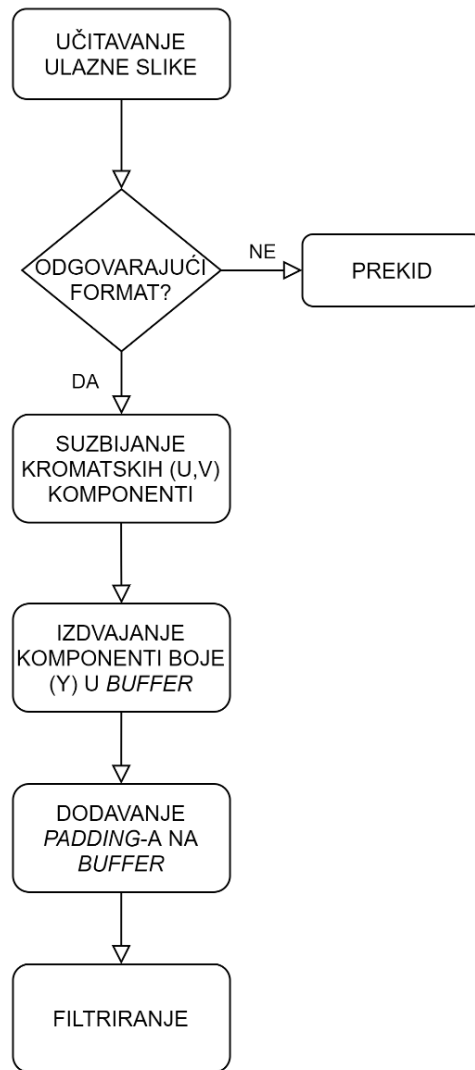 UČITAVANJE
ULAZNE SLIKE
ODGOVARAJUĆI
FORMAT?
NE
PREKID
DA
SUZBIJANJE
KROMATSKIH (U,V)
KOMPONENTI
IZDVAJANJE
KOMPONENTI BOJE
(Y) U BUFFER
DODAVANJE
PADDING-A NA
BUFFER
FILTRIRANJE